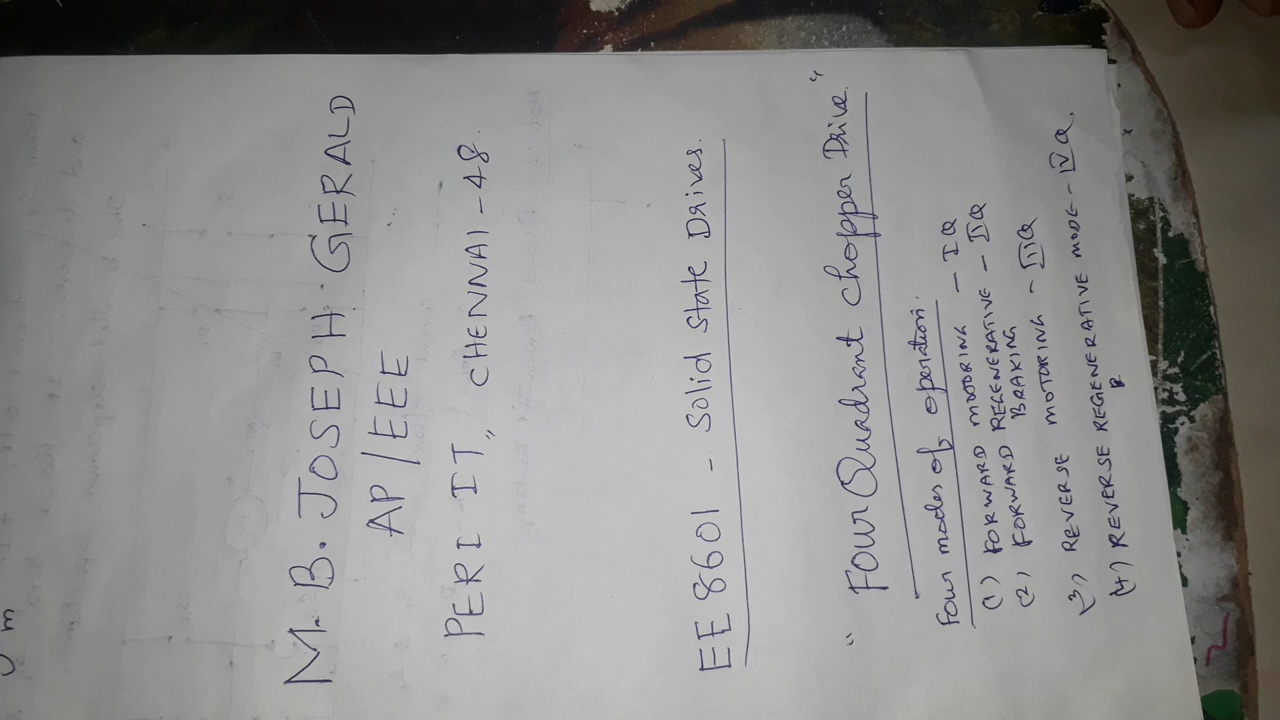 M. B. JOSEPH GERALD
AP/EEE
PERI IT,, CHENNAI - 48.
EE 8601 - Solid State Drives.
" Four Quadrant Chopper Drive."
Four modes of operation:
(1) FORWARD MOTORING - I Q
(2) FORWARD REGENERATIVE - II Q
BRAKING
(3) REVERSE MOTORING - III Q
(4) REVERSE REGENERATIVE MODE - IV Q.
B